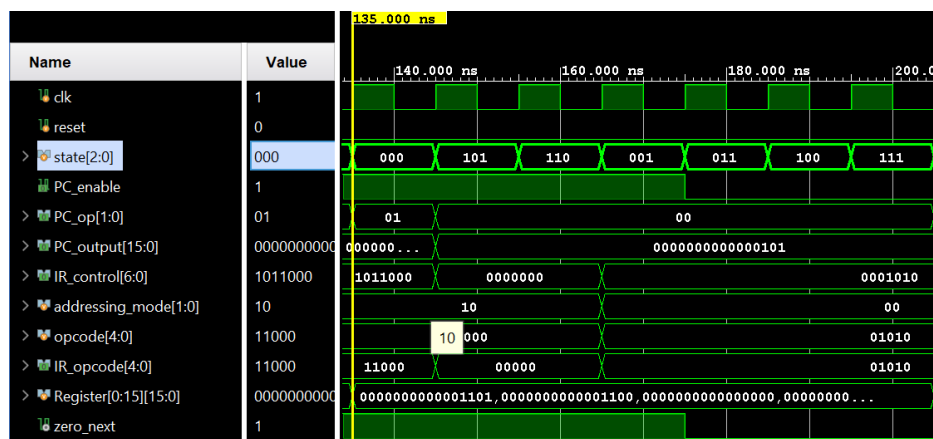 135.000 ns
Name Value
140.000 ns 160.000 ns 180.000 ns 200.0
clk 1
reset 0
state[2:0] 000 000 101 110 001 011 100 111
PC_enable 1
PC_op[1:0] 01 01 00
PC_output[15:0] 0000000000 000000... 0000000000000101
IR_control[6:0] 1011000 1011000 0000000 0001010
addressing_mode[1:0] 10 10 00
opcode[4:0] 11000 10 000 01010
IR_opcode[4:0] 11000 11000 00000 01010
Register[0:15][15:0] 0000000000 0000000000001101,0000000000001100,0000000000000000,00000000...
zero_next 1